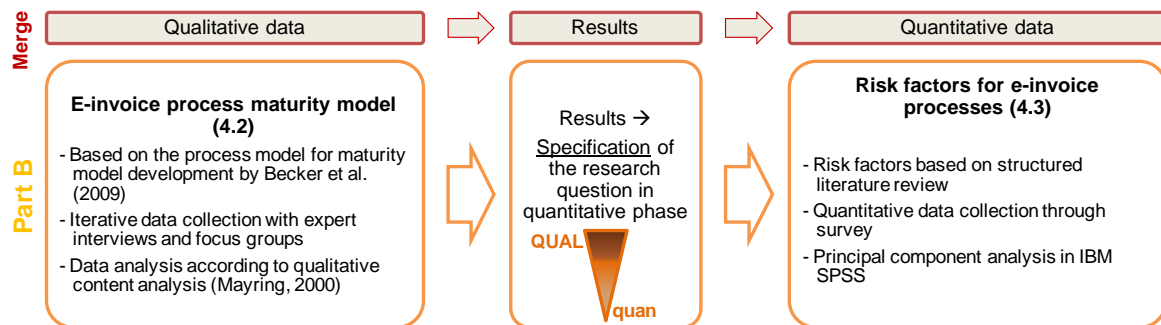 Merge
Qualitative data
Results
Quantitative data
Part B
E-invoice process maturity model
(4.2)
- Based on the process model for maturity
model development by Becker et al.
(2009)
- Iterative data collection with expert
interviews and focus groups
- Data analysis according to qualitative
content analysis (Mayring, 2000)
Results →
Specification of
the research
question in
quantitative phase
QUAL
quan
Risk factors for e-invoice
processes (4.3)
- Risk factors based on structured
literature review
- Quantitative data collection through
survey
- Principal component analysis in IBM
SPSS